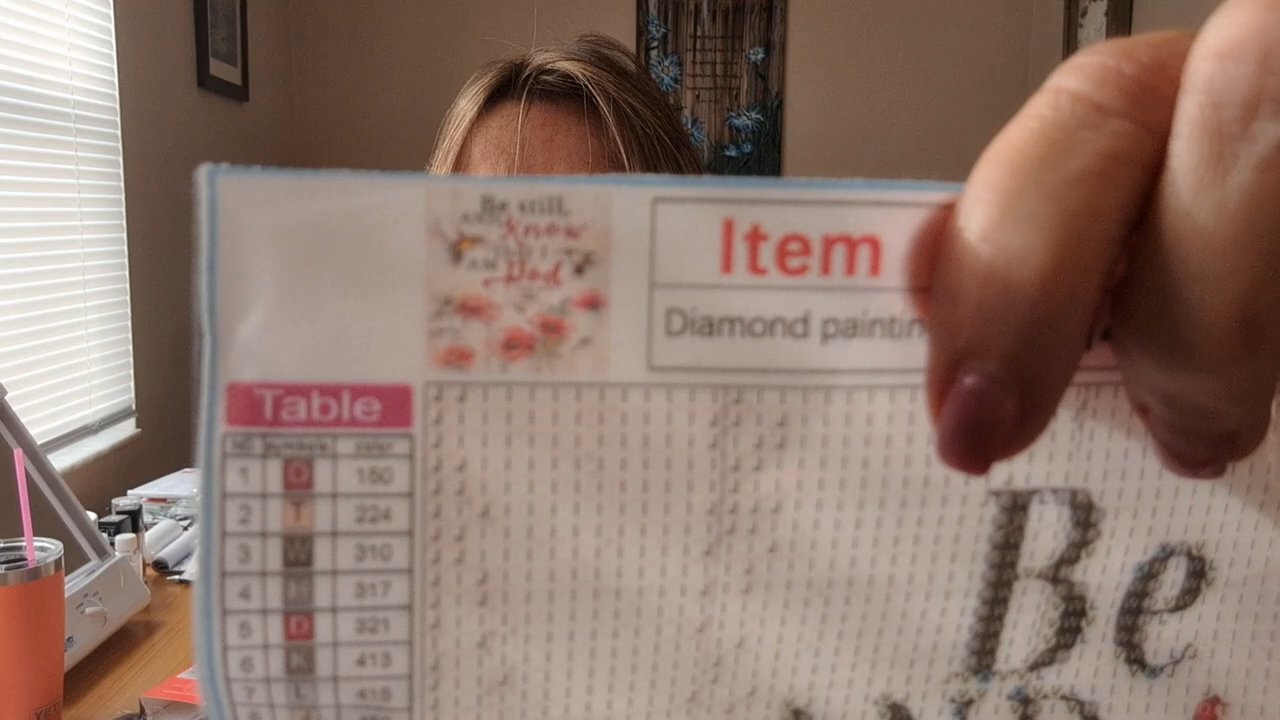 Be still,
Know
Item
Diamond paintin
Table
1 O 150
2 T 224
3 W 310
4 H 317
5 D 321
6 K 413
7 L 415
Be